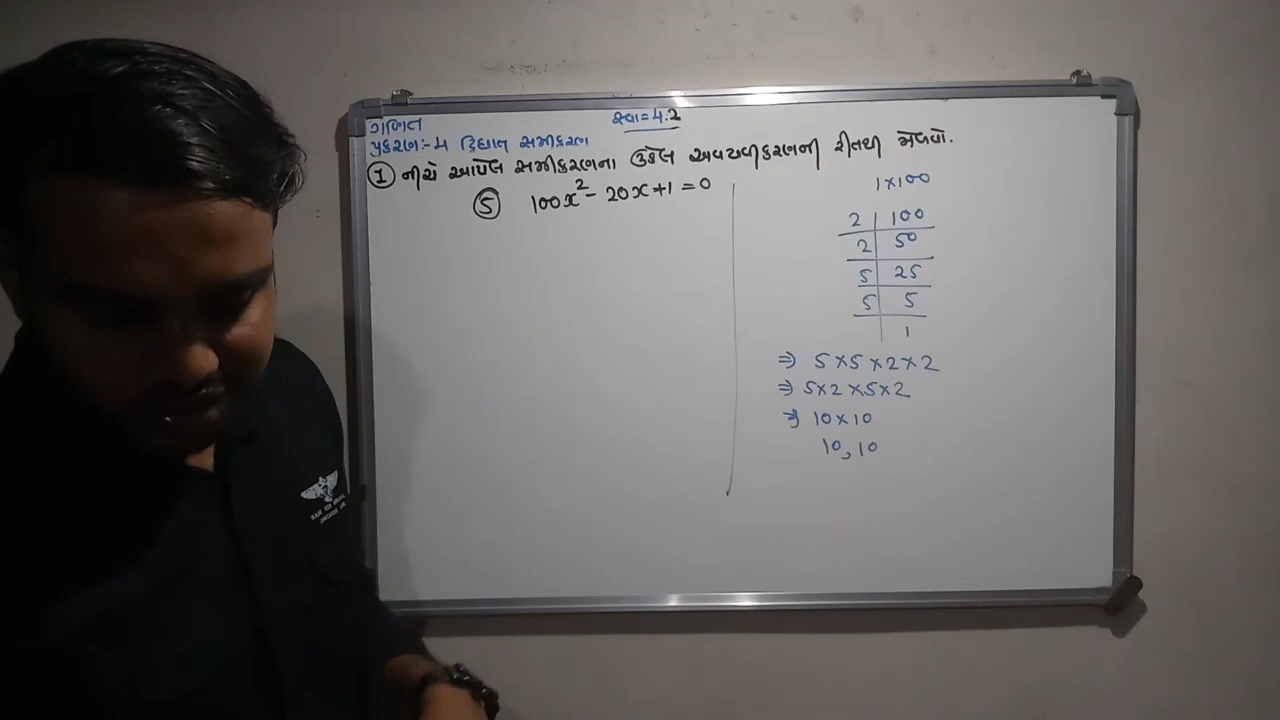 ગણિત
સ્વા=4.2
પ્રકરણ:-4 દ્વિઘાત સમીકરણ
① નીચે આપેલ સમીકરણના ઉકેલ અવયવીકરણની રીતથી મેળવો.
⑤ 100x² - 20x + 1 = 0
1×100
2 | 100
2 | 50
5 | 25
5 | 5
| 1
⇒ 5×5×2×2
⇒ 5×2×5×2
⇒ 10×10
10, 10